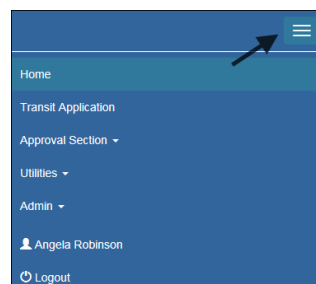 Home
Transit Application
Approval Section
Utilities
Admin
Angela Robinson
Logout